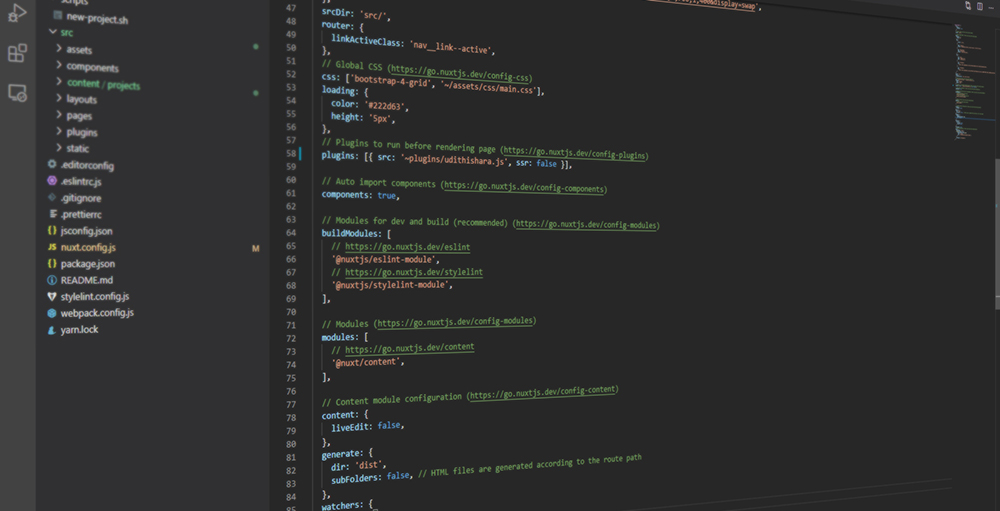 scripts
new-project.sh
src
assets
components
content / projects
layouts
pages
plugins
static
.editorconfig
.eslintrc.js
.gitignore
.prettierrc
jsconfig.json
nuxt.config.js M
package.json
README.md
stylelint.config.js
webpack.config.js
yarn.lock
display=swap',
47 },
48 srcDir: 'src/',
49 router: {
50 linkActiveClass: 'nav__link--active',
51 },
52 // Global CSS (https://go.nuxtjs.dev/config-css)
53 css: ['bootstrap-4-grid', '~/assets/css/main.css'],
54 loading: {
55 color: '#222d63',
56 height: '5px',
57 },
58 // Plugins to run before rendering page (https://go.nuxtjs.dev/config-plugins)
59 plugins: [{ src: '~plugins/udithishara.js', ssr: false }],
60
61 // Auto import components (https://go.nuxtjs.dev/config-components)
62 components: true,
63
64 // Modules for dev and build (recommended) (https://go.nuxtjs.dev/config-modules)
65 buildModules: [
66 // https://go.nuxtjs.dev/eslint
67 '@nuxtjs/eslint-module',
68 // https://go.nuxtjs.dev/stylelint
69 '@nuxtjs/stylelint-module',
70 ],
71
72 // Modules (https://go.nuxtjs.dev/config-modules)
73 modules: [
74 // https://go.nuxtjs.dev/content
75 '@nuxt/content',
76 ],
77
78 // Content module configuration (https://go.nuxtjs.dev/config-content)
79 content: {
80 liveEdit: false,
81 },
82 generate: {
83 dir: 'dist',
84 subFolders: false, // HTML files are generated according to the route path
85 },
watchers: {